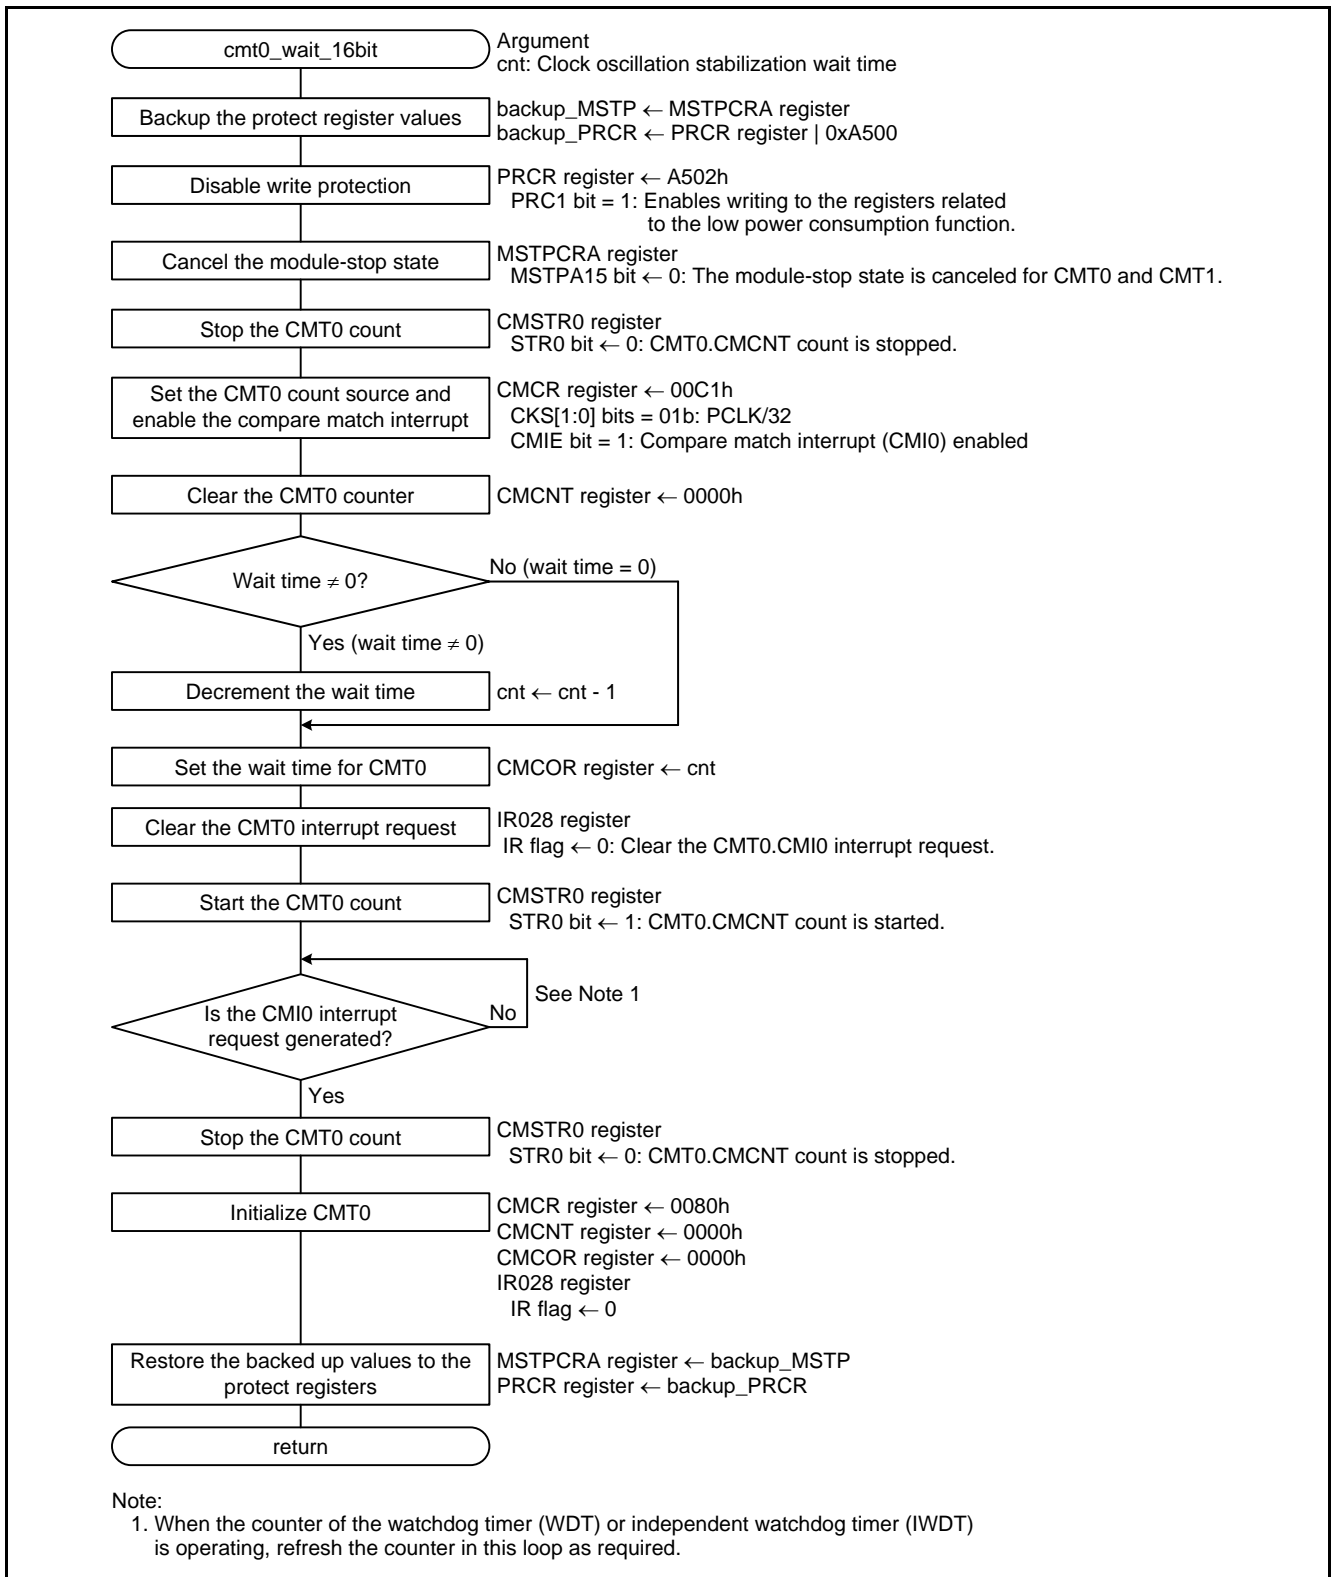 cmt0_wait_16bit
Argument
cnt: Clock oscillation stabilization wait time
Backup the protect register values
backup_MSTP ← MSTPCRA register
backup_PRCR ← PRCR register | 0xA500
Disable write protection
PRCR register ← A502h
PRC1 bit = 1: Enables writing to the registers related
to the low power consumption function.
Cancel the module-stop state
MSTPCRA register
MSTPA15 bit ← 0: The module-stop state is canceled for CMT0 and CMT1.
Stop the CMT0 count
CMSTR0 register
STR0 bit ← 0: CMT0.CMCNT count is stopped.
Set the CMT0 count source and
enable the compare match interrupt
CMCR register ← 00C1h
CKS[1:0] bits = 01b: PCLK/32
CMIE bit = 1: Compare match interrupt (CMI0) enabled
Clear the CMT0 counter
CMCNT register ← 0000h
Wait time ≠ 0?
No (wait time = 0)
Yes (wait time ≠ 0)
Decrement the wait time
cnt ← cnt - 1
Set the wait time for CMT0
CMCOR register ← cnt
Clear the CMT0 interrupt request
IR028 register
IR flag ← 0: Clear the CMT0.CMI0 interrupt request.
Start the CMT0 count
CMSTR0 register
STR0 bit ← 1: CMT0.CMCNT count is started.
Is the CMI0 interrupt
request generated?
No
See Note 1
Yes
Stop the CMT0 count
CMSTR0 register
STR0 bit ← 0: CMT0.CMCNT count is stopped.
Initialize CMT0
CMCR register ← 0080h
CMCNT register ← 0000h
CMCOR register ← 0000h
IR028 register
IR flag ← 0
Restore the backed up values to the
protect registers
MSTPCRA register ← backup_MSTP
PRCR register ← backup_PRCR
return
Note:
1. When the counter of the watchdog timer (WDT) or independent watchdog timer (IWDT)
is operating, refresh the counter in this loop as required.